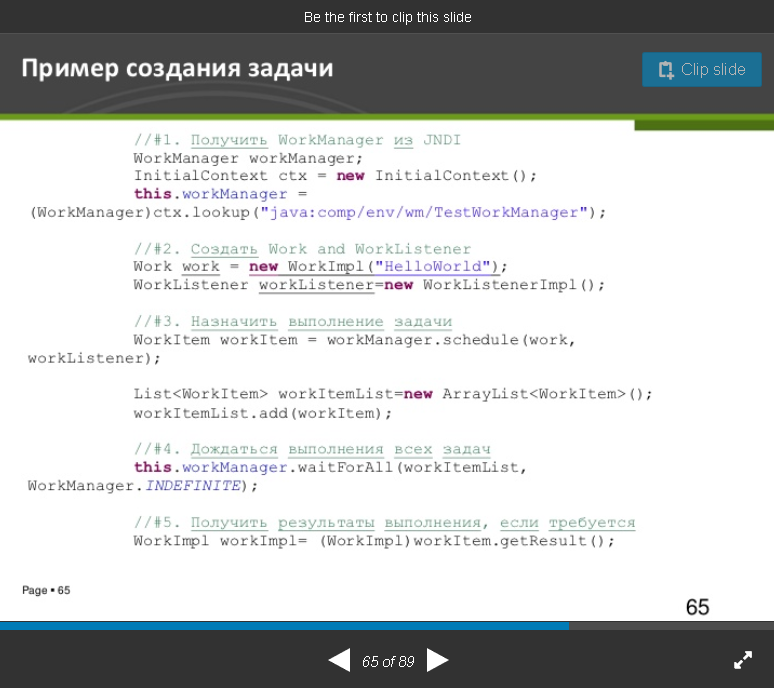 Be the first to clip this slide
Пример создания задачи
Clip slide
//#1. Получить WorkManager из JNDI
WorkManager workManager;
InitialContext ctx = new InitialContext();
this.workManager =
(WorkManager)ctx.lookup("java:comp/env/wm/TestWorkManager");
//#2. Создать Work and WorkListener
Work work = new WorkImpl("HelloWorld");
WorkListener workListener=new WorkListenerImpl();
//#3. Назначить выполнение задачи
WorkItem workItem = workManager.schedule(work,
workListener);
List<WorkItem> workItemList=new ArrayList<WorkItem>();
workItemList.add(workItem);
//#4. Дождаться выполнения всех задач
this.workManager.waitForAll(workItemList,
WorkManager.INDEFINITE);
//#5. Получить результаты выполнения, если требуется
WorkImpl workImpl= (WorkImpl)workItem.getResult();
Page ▪ 65
65
65 of 89